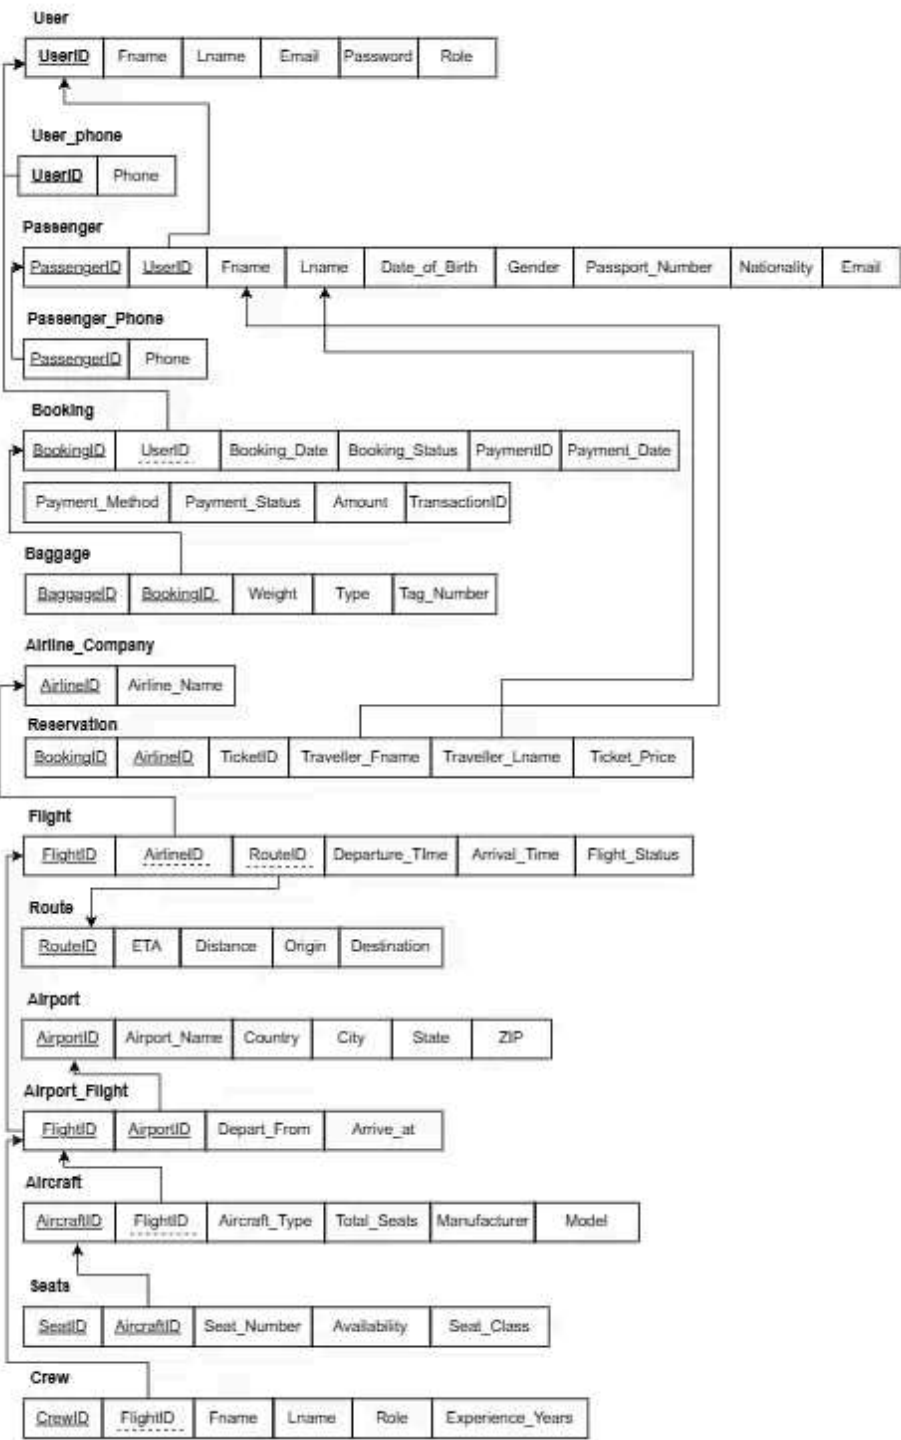 User
UserID Fname Lname Email Password Role
User_phone
UserID Phone
Passenger
PassengerID UserID Fname Lname Date_of_Birth Gender Passport_Number Nationality Email
Passenger_Phone
PassengerID Phone
Booking
BookingID UserID Booking_Date Booking_Status PaymentID Payment_Date
Payment_Method Payment_Status Amount TransactionID
Baggage
BaggageID BookingID Weight Type Tag_Number
Airline_Company
AirlineID Airline_Name
Reservation
BookingID AirlineID TicketID Traveller_Fname Traveller_Lname Ticket_Price
Flight
FlightID AirlineID RouteID Departure_TIme Arrival_Time Flight_Status
Route
RouteID ETA Distance Origin Destination
Airport
AirportID Airport_Name Country City State ZIP
Airport_Flight
FlightID AirportID Depart_From Arrive_at
Aircraft
AircraftID FlightID Aircraft_Type Total_Seats Manufacturer Model
Seats
SeatID AircraftID Seat_Number Availability Seat_Class
Crew
CrewID FlightID Fname Lname Role Experience_Years